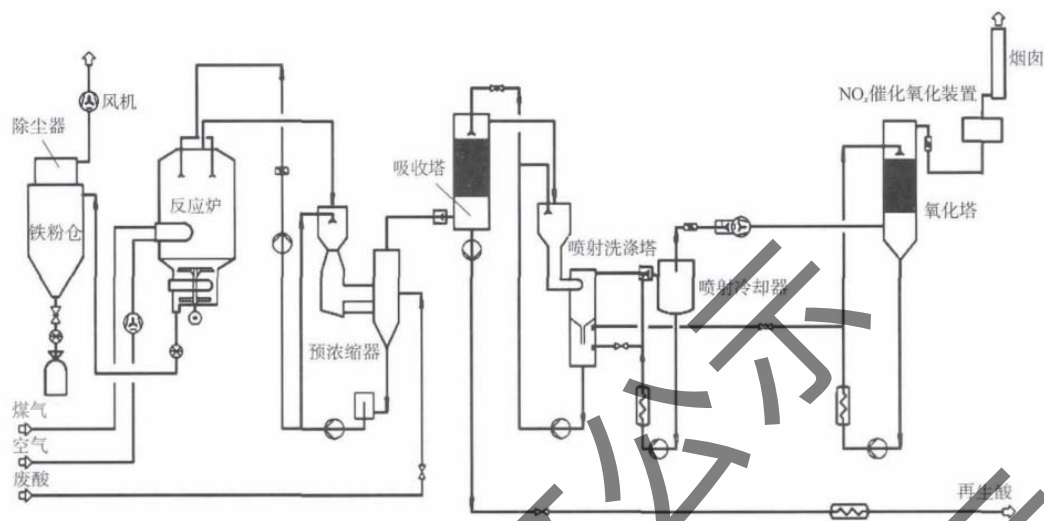 烟囱
NOx催化氧化装置
风机
除尘器
吸收塔
反应炉
铁粉仓
氧化塔
喷射洗涤塔
喷射冷却器
预浓缩器
煤气
空气
废酸
再生酸
公示